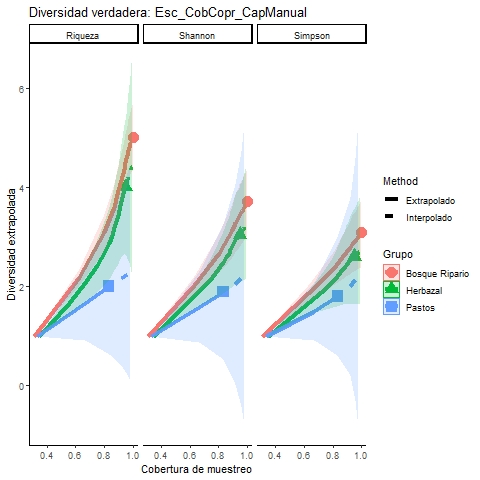 Diversidad verdadera: Esc_CobCopr_CapManual
Riqueza
Shannon
Simpson
Diversidad extrapolada
6
4
2
0
0.4 0.6 0.8 1.0
0.4 0.6 0.8 1.0
0.4 0.6 0.8 1.0
Cobertura de muestreo
Method
Extrapolado
Interpolado
Grupo
Bosque Ripario
Herbazal
Pastos